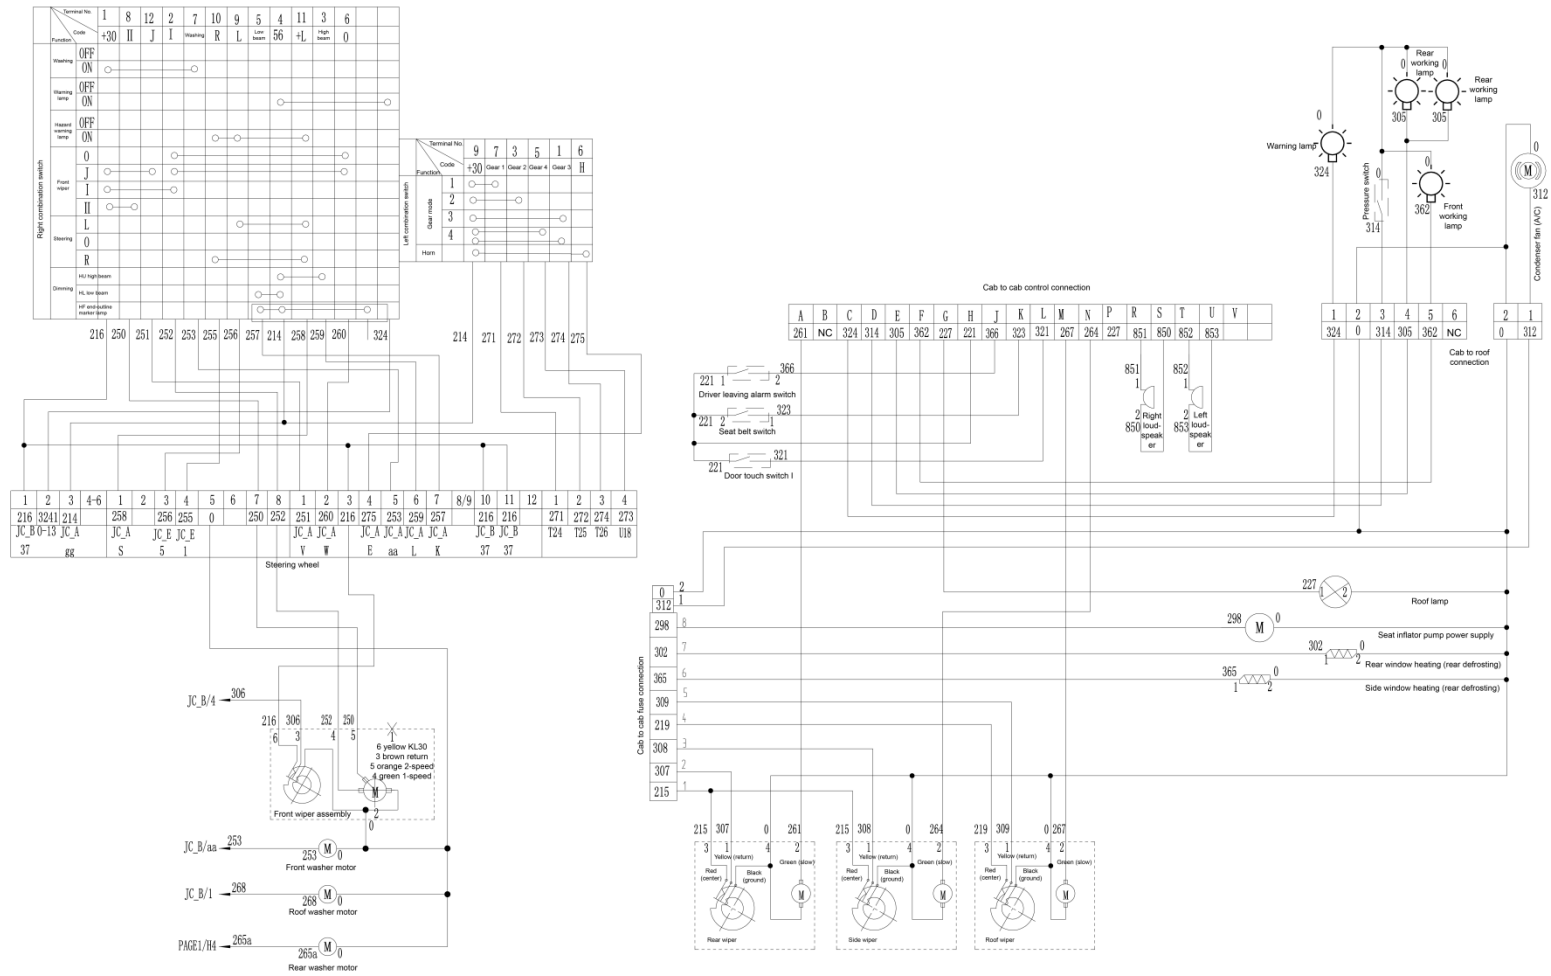 Terminal No.
Code
Function
1 8 12 2 7 10 9 5 4 11 3 6
+30 II J I Washing R L Low beam 56 +L High beam 0
Right combination switch
Washing
OFF
ON
Warning lamp
OFF
ON
Hazard warning lamp
OFF
ON
Front wiper
0
J
I
II
Steering
L
0
R
Dimming
HU high beam
HL low beam
HF end-outline marker lamp
216 250 251 252 253 255 256 257 214 258 259 260 324
Terminal No.
Code
Function
9 7 3 5 1 6
+30 Gear 1 Gear 2 Gear 4 Gear 3 H
Left combination switch
Gear mode
1
2
3
4
Horn
214 271 272 273 274 275
1 2 3 4-6 1 2 3 4 5 6 7 8 1 2 3 4 5 6 7 8/9 10 11 12 1 2 3 4
216 3241 214 258 256 255 0 250 252 251 260 216 275 253 259 257 216 216 271 272 274 273
JC_B 0-13 JC_A JC_A JC_E JC_E JC_A JC_A JC_A JC_A JC_A JC_A JC_B JC_B T24 T25 T26 U18
37 gg S 5 1 V W E aa L K 37 37
Steering wheel
JC_B/4 306
216 306 252 250
6 3 4 5 1
6 yellow KL30
3 brown return
5 orange 2-speed
4 green 1-speed
M
2
0
Front wiper assembly
JC_B/aa 253
253 M 0
Front washer motor
JC_B/1 268
268 M 0
Roof washer motor
PAGE1/H4 265a
265a M 0
Rear washer motor
Cab to cab control connection
A B C D E F G H J K L M N P R S T U V
261 NC 324 314 305 362 227 221 366 323 321 267 264 227 851 850 852 853
221 1 2 366
Driver leaving alarm switch
221 2 1 323
Seat belt switch
221 321
Door touch switch I
851
1
2
850
Right loud-speaker
852
1
2
853
Left loud-speaker
0
Warning lamp
324
0
Pressure switch
314
Rear working lamp
0
305
0
Rear working lamp
305
362
Front working lamp
0
M
312
Condenser fan (A/C)
1 2 3 4 5 6
324 0 314 305 362 NC
Cab to roof connection
2 1
0 312
Cab to cab fuse connection
0 2
312 1
298 8
302 7
365 6
309 5
219 4
308 3
307 2
215 1
227 1 2
Roof lamp
298 M 0
Seat inflator pump power supply
302 0
1 2
Rear window heating (rear defrosting)
365 0
1 2
Side window heating (rear defrosting)
215 307 0 261
3 1 4 2
Yellow (return)
Red (center)
Black (ground)
Green (slow)
M
Rear wiper
215 308 0 264
3 1 4 2
Yellow (return)
Red (center)
Black (ground)
Green (slow)
M
Side wiper
219 309 0 267
3 1 4 2
Yellow (return)
Red (center)
Black (ground)
Green (slow)
M
Roof wiper